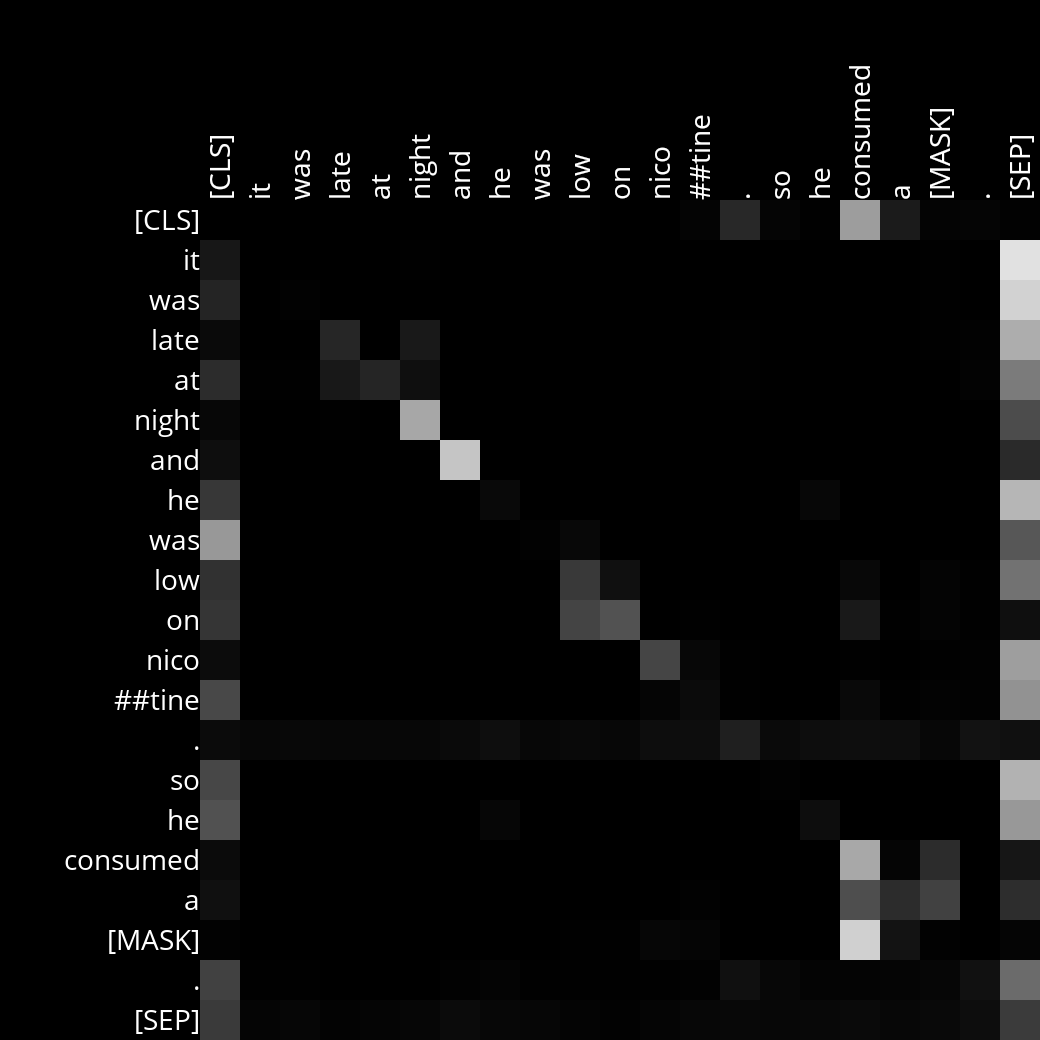 [CLS] it was late at night and he was low on nico ##tine . so he consumed a [MASK] . [SEP]
[CLS]
it
was
late
at
night
and
he
was
low
on
nico
##tine
.
so
he
consumed
a
[MASK]
.
[SEP]